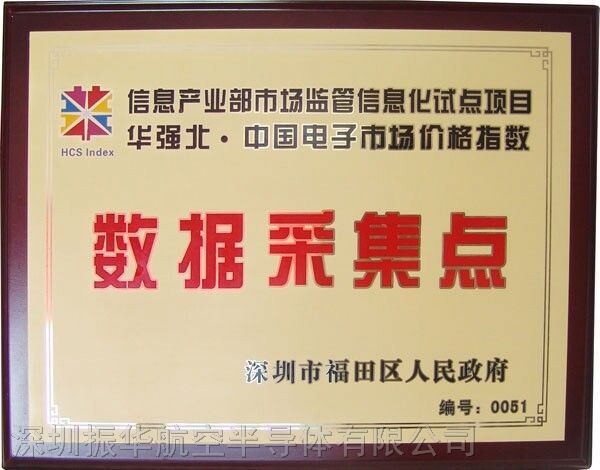 信息产业部市场监管信息化试点项目
华强北·中国电子市场价格指数
HCS Index
数据采集点
深圳市福田区人民政府
编号：0051
深圳振华航空半导体有限公司